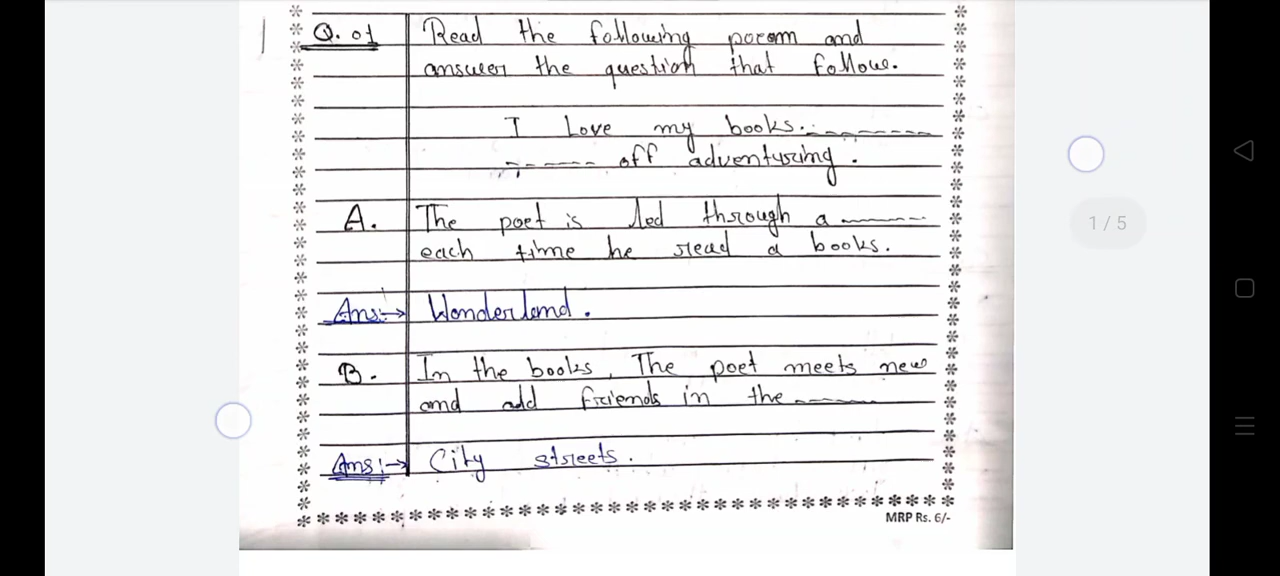 Q. 01 Read the following poeom and
answer the question that follow.
I Love my books. ---------
------ off adventuring.
A. The poet is led through a ------
each time he read a books.
Ans:→ Wonderland.
B. In the books, The poet meets new
and add friends in the ------
Ans:→ City streets.
MRP Rs. 6/-
1 / 5